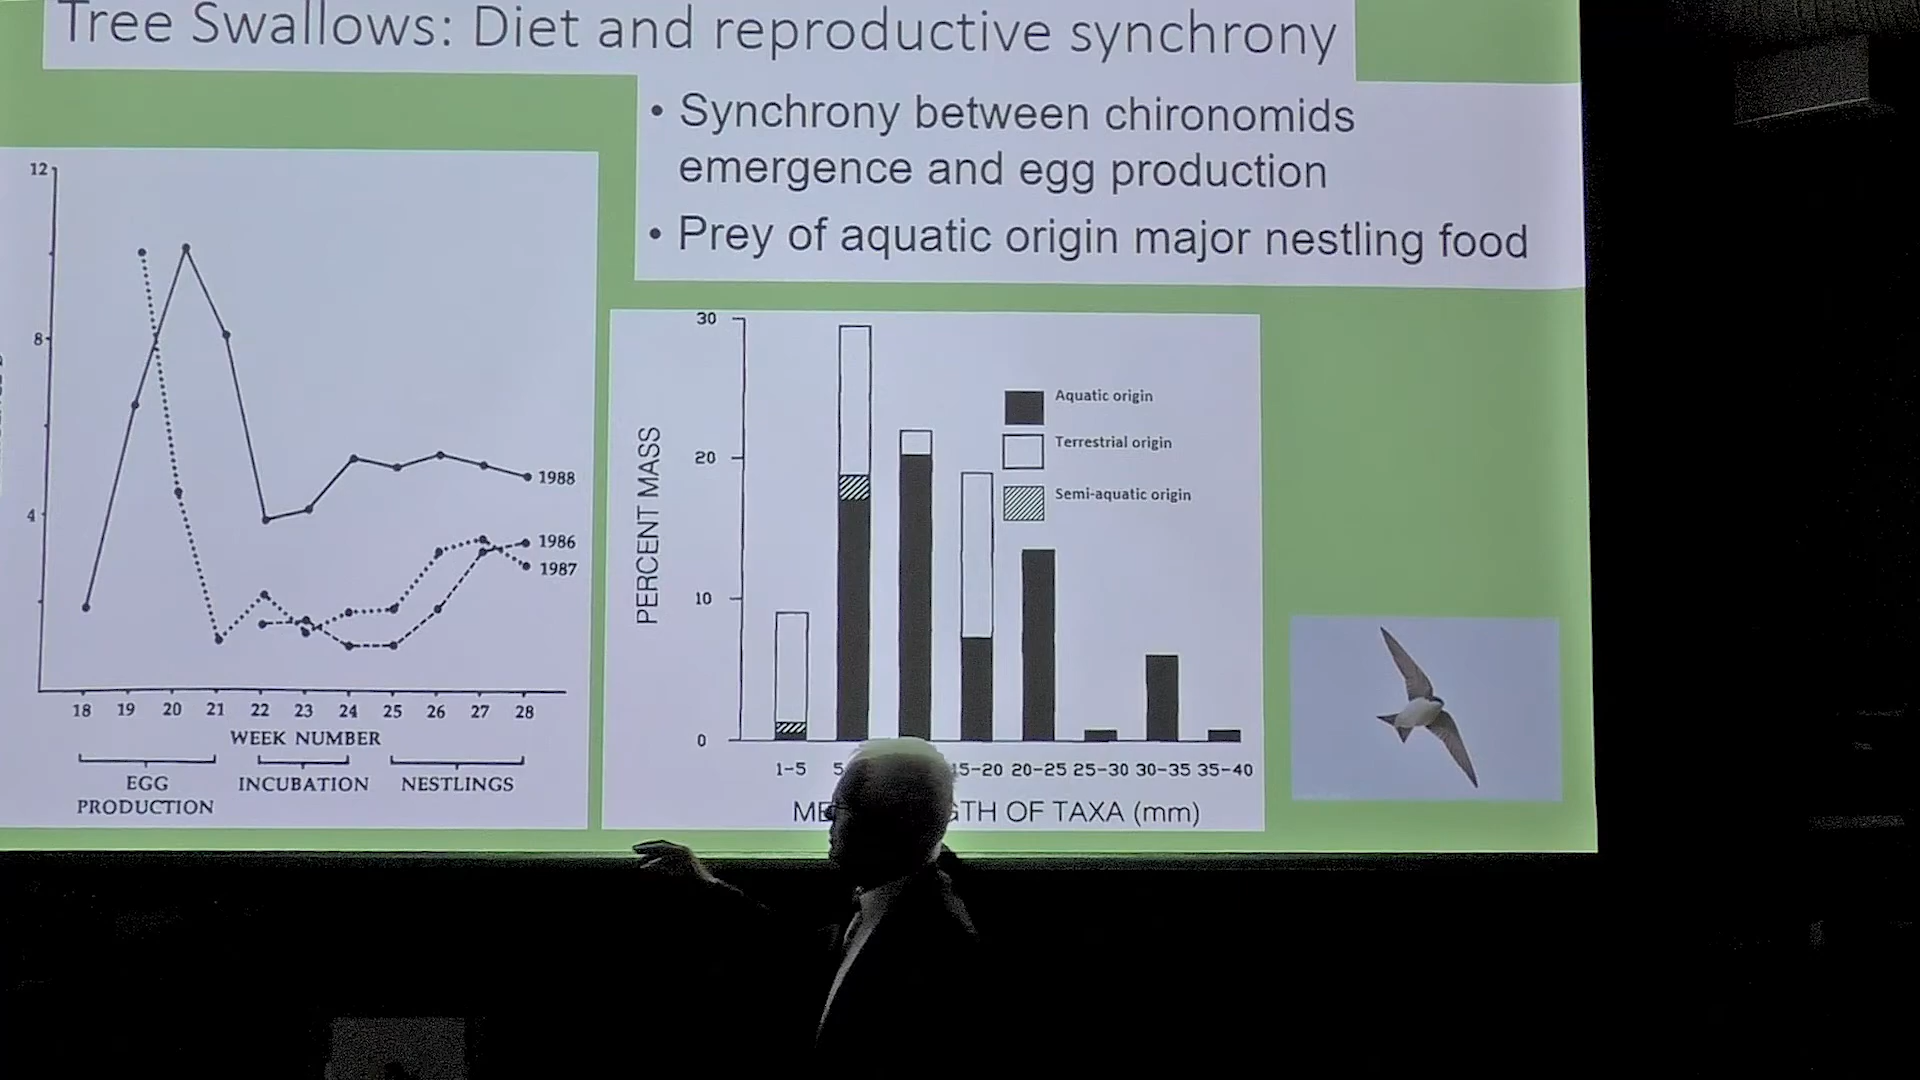 Tree Swallows: Diet and reproductive synchrony
• Synchrony between chironomids
emergence and egg production
• Prey of aquatic origin major nestling food
12
8
4
1988
1986
1987
18 19 20 21 22 23 24 25 26 27 28
WEEK NUMBER
EGG
PRODUCTION
INCUBATION
NESTLINGS
30
20
10
0
PERCENT MASS
Aquatic origin
Terrestrial origin
Semi-aquatic origin
1-5 5 15-20 20-25 25-30 30-35 35-40
OF TAXA (mm)